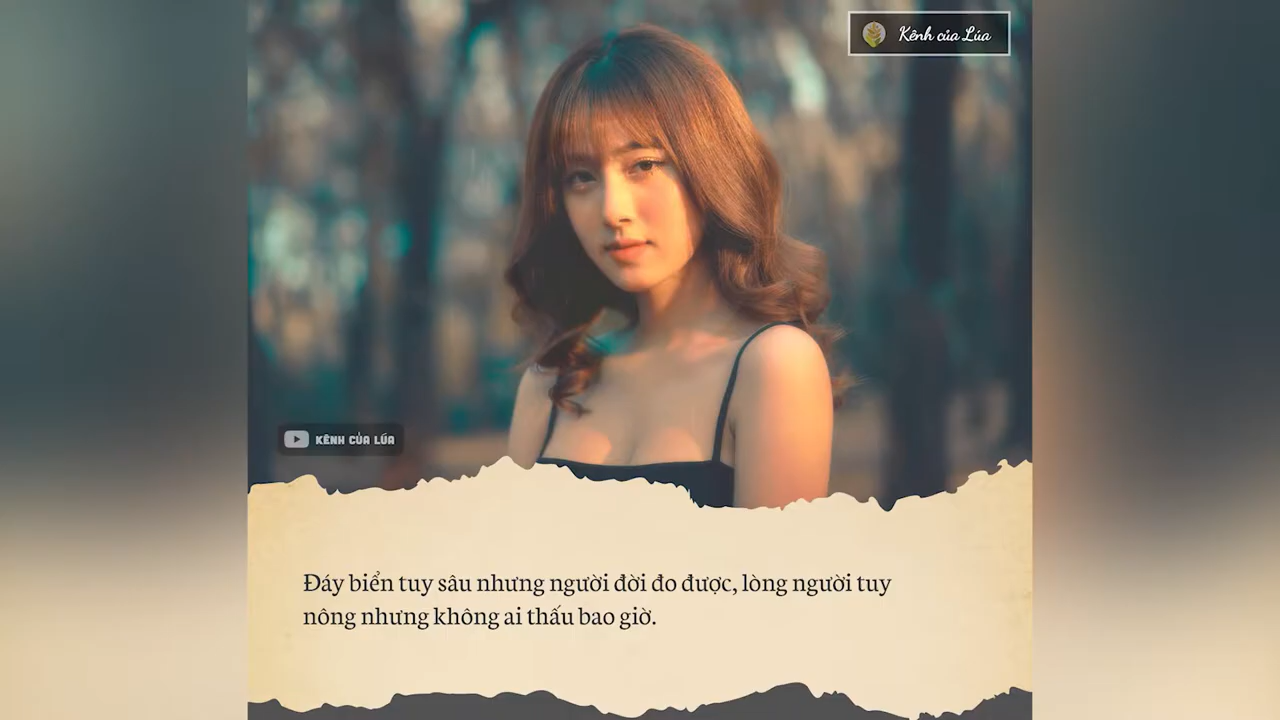 Kênh của Lúa
KÊNH CỦA LÚA
Đáy biển tuy sâu nhưng người đời đo được, lòng người tuy
nông nhưng không ai thấu bao giờ.